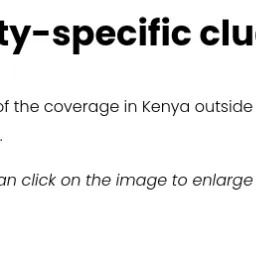 ty-specific clu
of the coverage in Kenya outside
.
an click on the image to enlarge